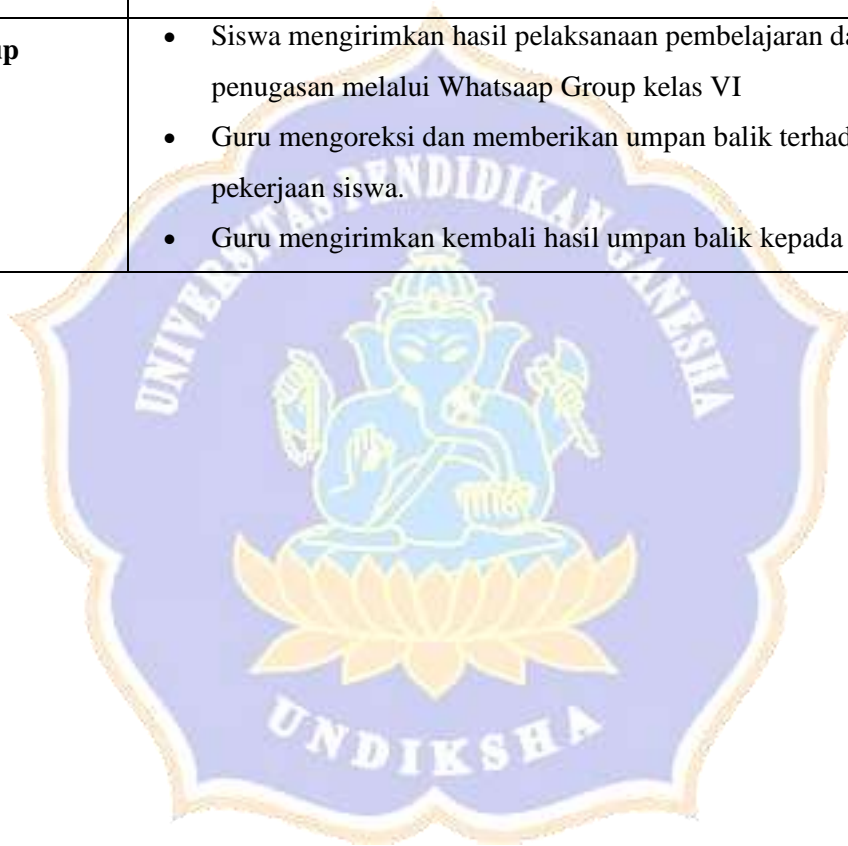 up
• Siswa mengirimkan hasil pelaksanaan pembelajaran da
penugasan melalui Whatsaap Group kelas VI
• Guru mengoreksi dan memberikan umpan balik terhad
pekerjaan siswa.
• Guru mengirimkan kembali hasil umpan balik kepada
UNIVERSITAS PENDIDIKAN GANESHA
UNDIKSHA